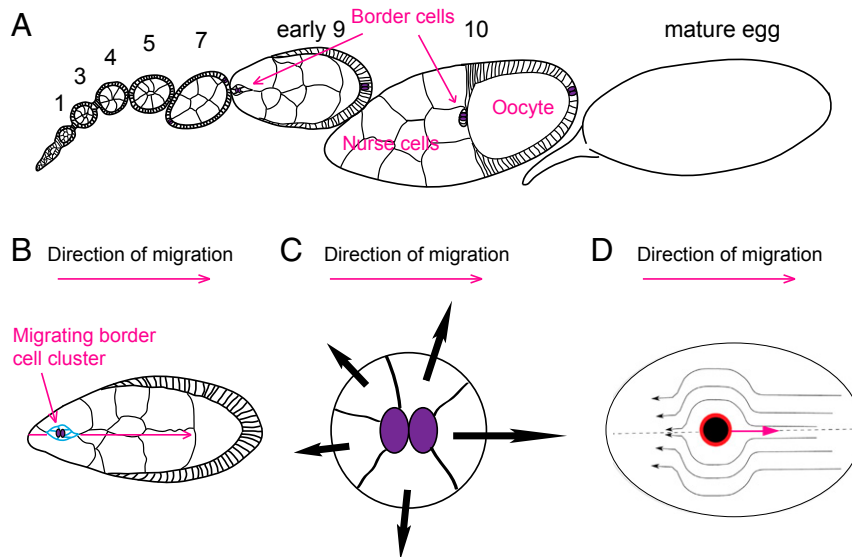 A
1
3
4
5
7
early 9
Border cells
10
mature egg
Oocyte
Nurse cells
B
Direction of migration
Migrating border
cell cluster
C
Direction of migration
D
Direction of migration